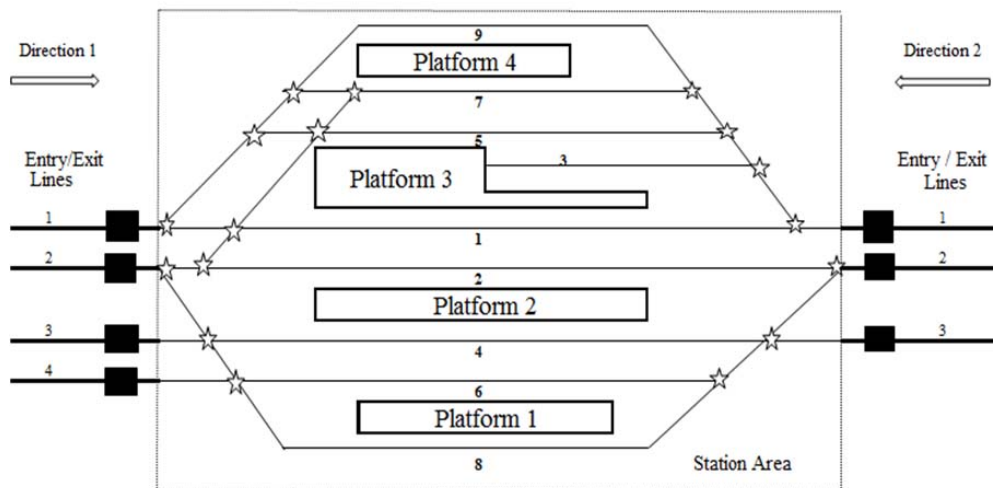 9
Direction 1
Platform 4
Direction 2
7
5
3
Entry/Exit
Lines
Platform 3
Entry / Exit
Lines
1
1
1
2
2
2
Platform 2
3
3
4
4
6
Platform 1
8
Station Area